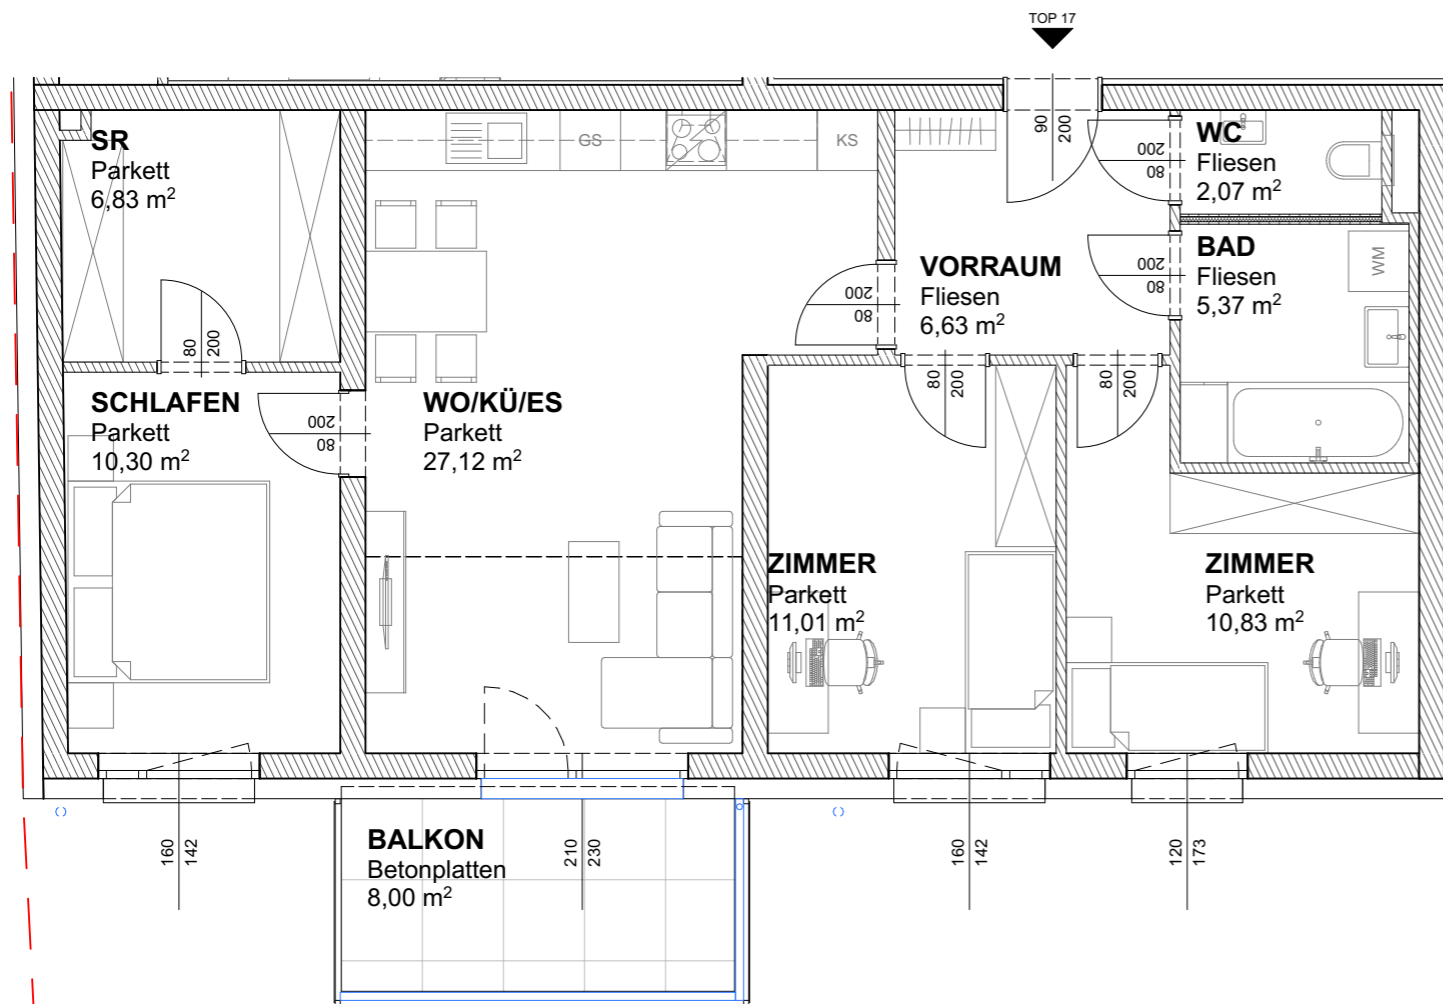 TOP 17
90
200
SR
Parkett
6,83 m²
GS
KS
WC
Fliesen
2,07 m²
80
200
VORRAUM
Fliesen
6,63 m²
80
200
BAD
Fliesen
5,37 m²
WM
80
200
80
200
80
200
80
200
SCHLAFEN
Parkett
10,30 m²
80
200
WO/KÜ/ES
Parkett
27,12 m²
ZIMMER
Parkett
11,01 m²
ZIMMER
Parkett
10,83 m²
BALKON
Betonplatten
8,00 m²
160
142
210
230
160
142
120
173